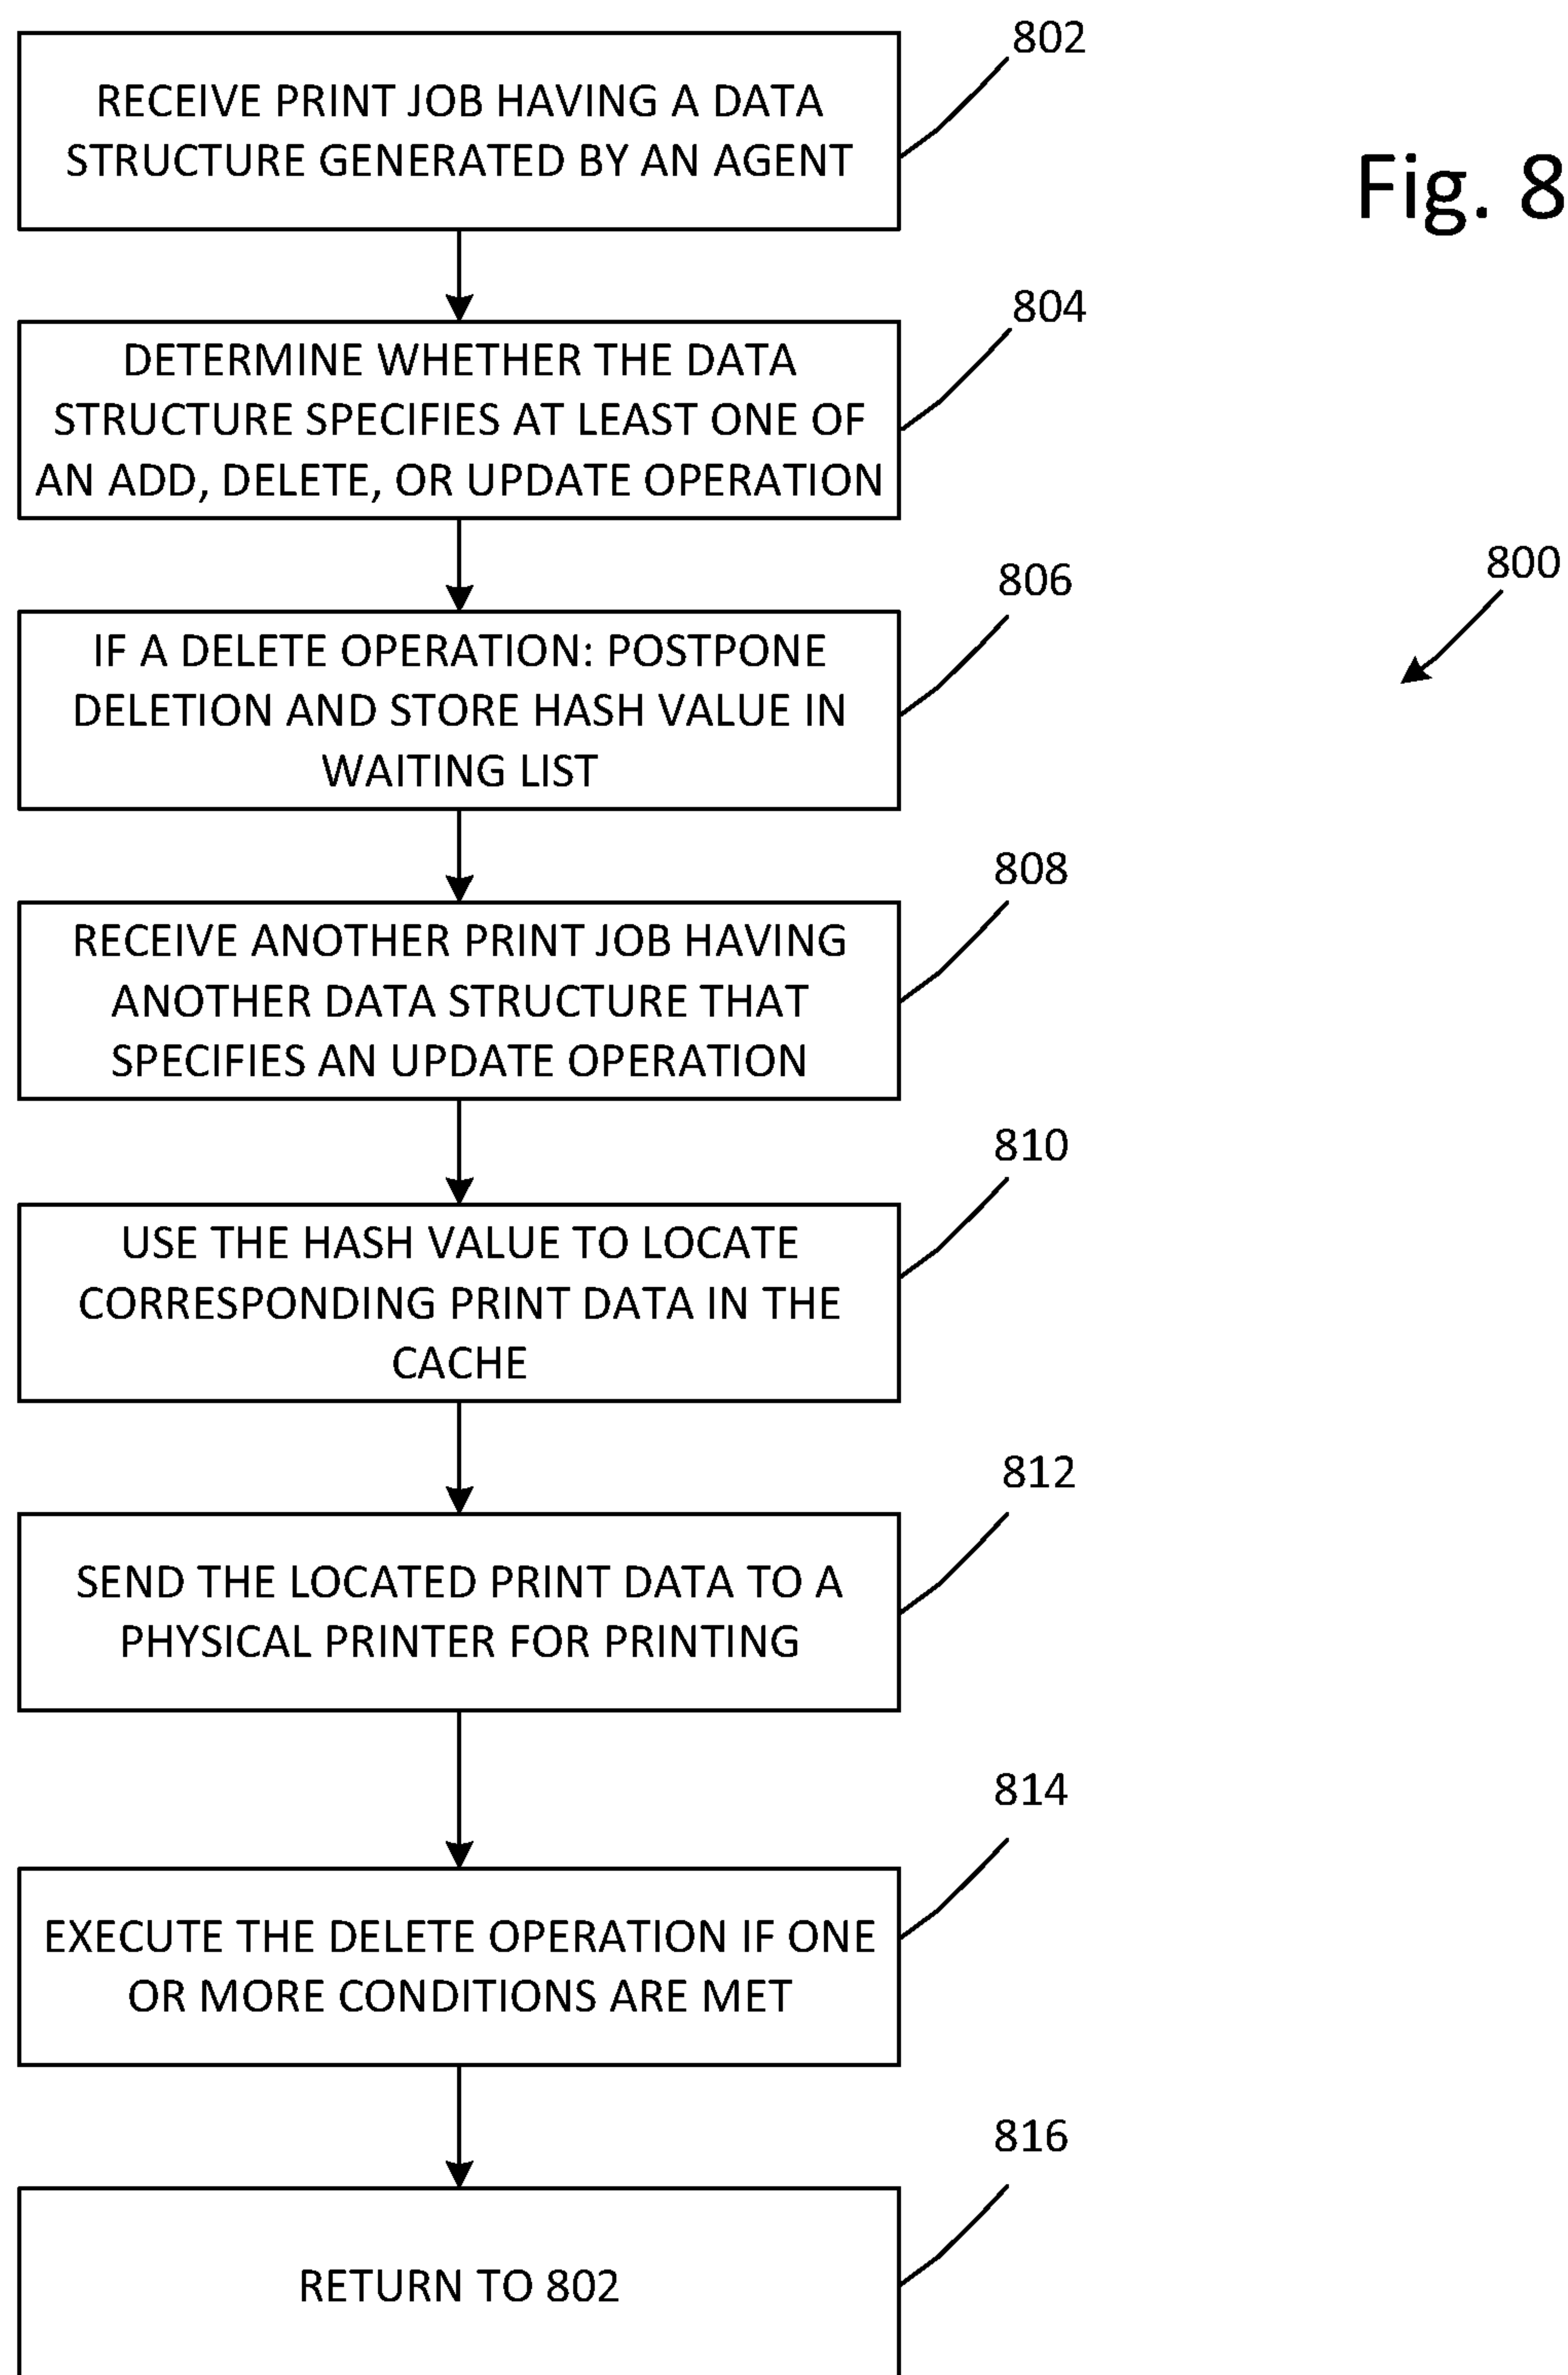 802
RECEIVE PRINT JOB HAVING A DATA
STRUCTURE GENERATED BY AN AGENT
Fig. 8
804
DETERMINE WHETHER THE DATA
STRUCTURE SPECIFIES AT LEAST ONE OF
AN ADD, DELETE, OR UPDATE OPERATION
800
806
IF A DELETE OPERATION: POSTPONE
DELETION AND STORE HASH VALUE IN
WAITING LIST
808
RECEIVE ANOTHER PRINT JOB HAVING
ANOTHER DATA STRUCTURE THAT
SPECIFIES AN UPDATE OPERATION
810
USE THE HASH VALUE TO LOCATE
CORRESPONDING PRINT DATA IN THE
CACHE
812
SEND THE LOCATED PRINT DATA TO A
PHYSICAL PRINTER FOR PRINTING
814
EXECUTE THE DELETE OPERATION IF ONE
OR MORE CONDITIONS ARE MET
816
RETURN TO 802